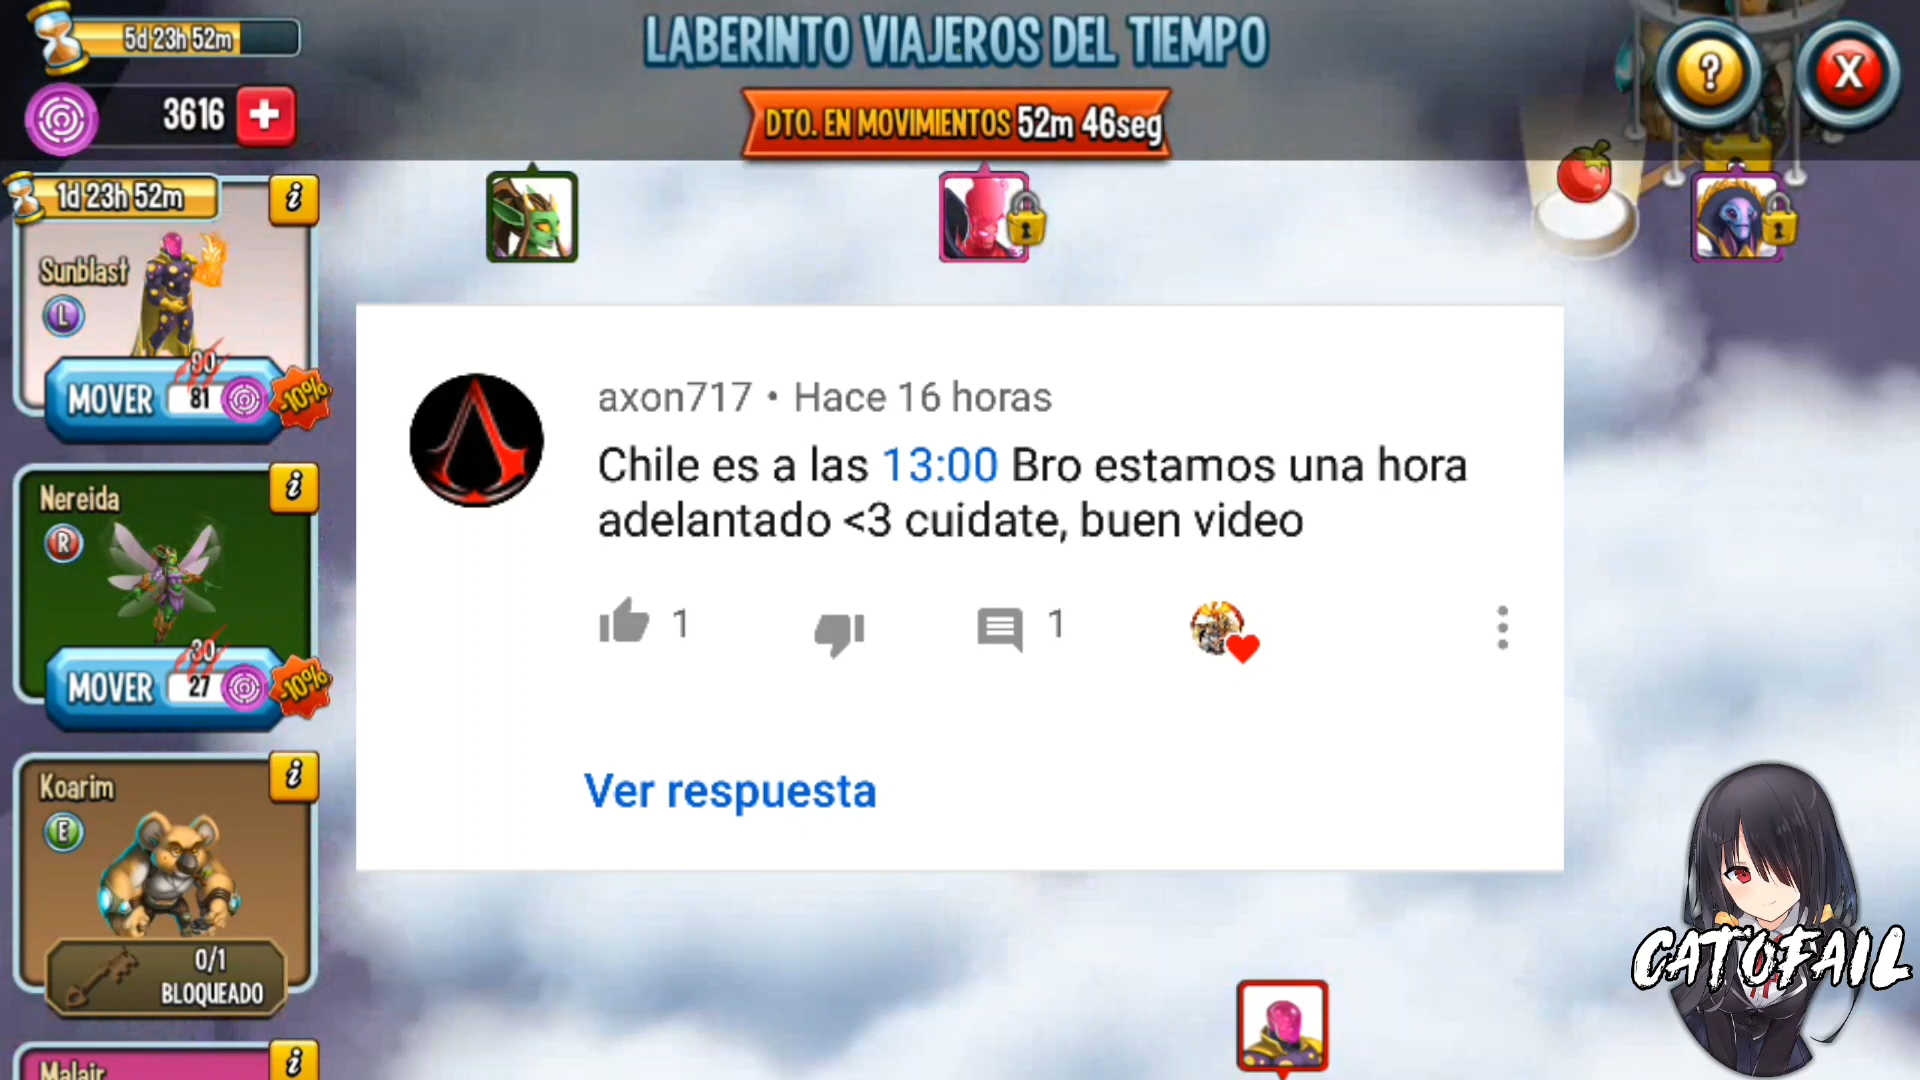 5d 23h 52m
LABERINTO VIAJEROS DEL TIEMPO
?
X
3616
DTO. EN MOVIMIENTOS 52m 46seg
1d 23h 52m
i
Sunblast
L
90
MOVER 81 -10%
axon717 • Hace 16 horas
Chile es a las 13:00 Bro estamos una hora
adelantado <3 cuidate, buen video
1
1
Ver respuesta
Nereida
i
R
30
MOVER 27 -10%
Koarim
i
E
0/1
BLOQUEADO
Malair
i
CATOFAIL